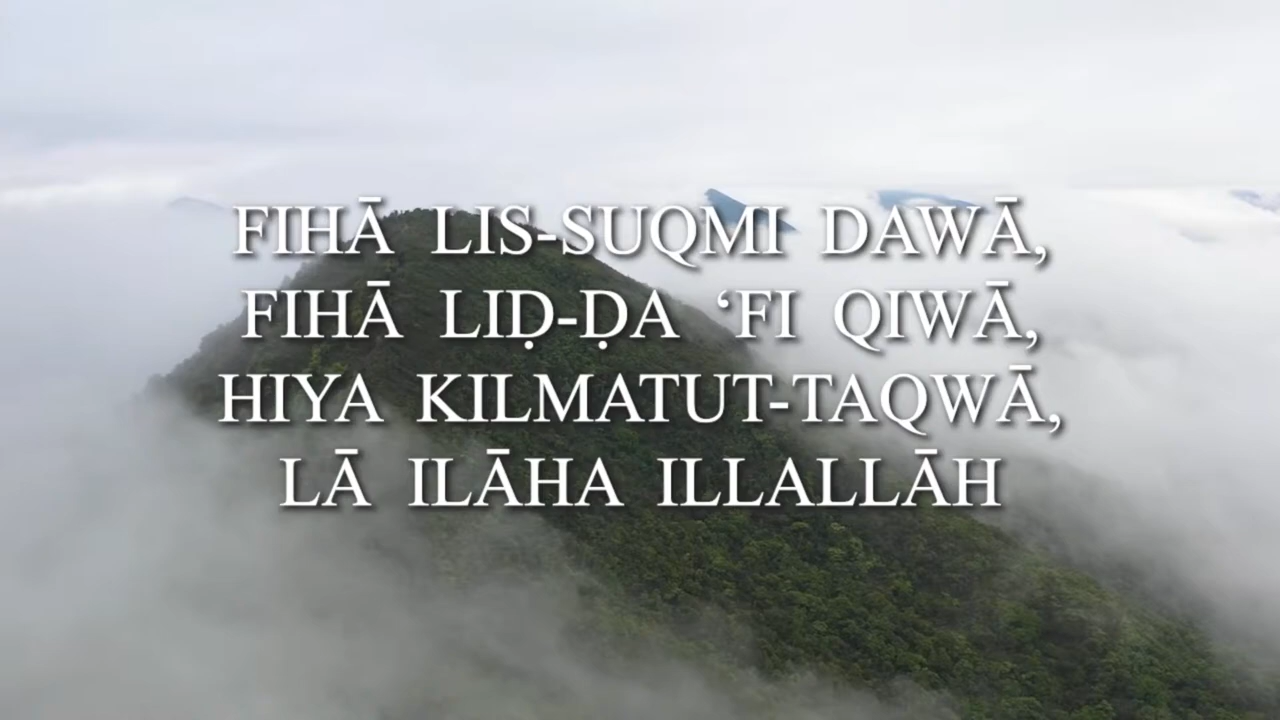 FIHĀ LIS-SUQMI DAWĀ,
FIHĀ LIḌ-ḌA ‘FI QIWĀ,
HIYA KILMATUT-TAQWĀ,
LĀ ILĀHA ILLALLĀH